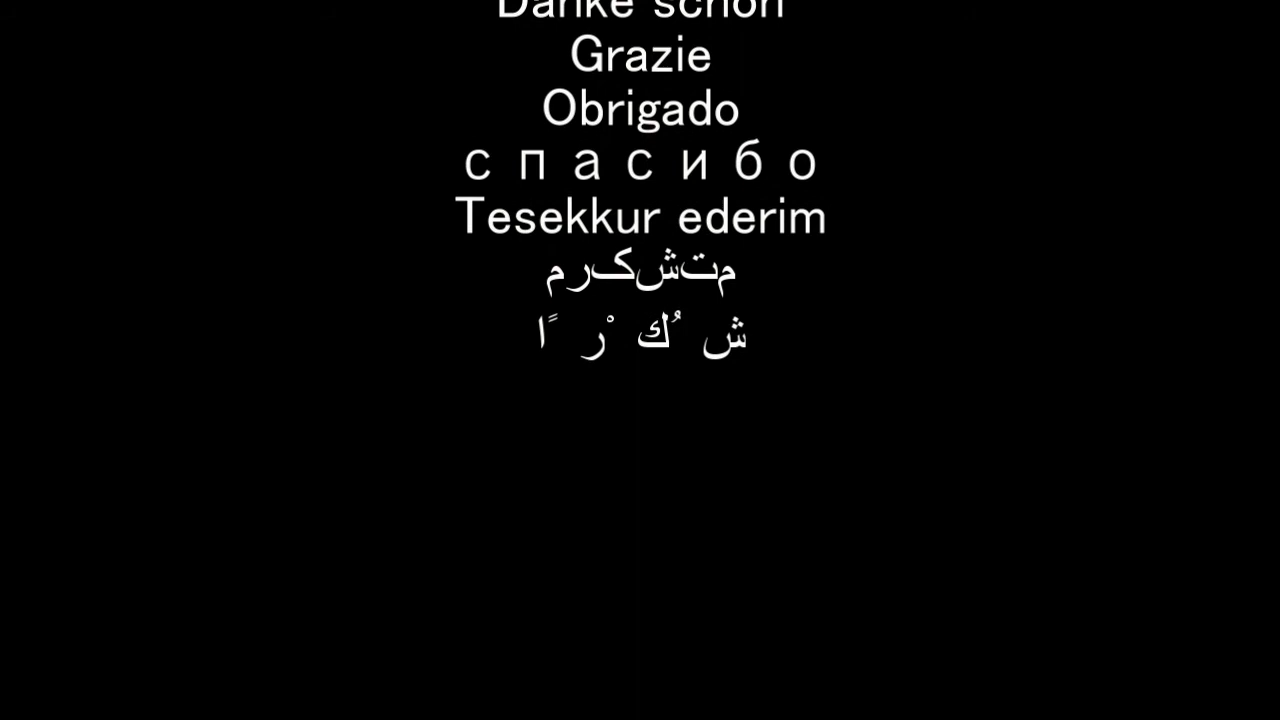 Danke schon
Grazie
Obrigado
с п а с и б о
Tesekkur ederim
متشکرم
ش ُك ْر ًا